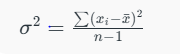 σ² = ∑(xᵢ−x̄)² / n−1